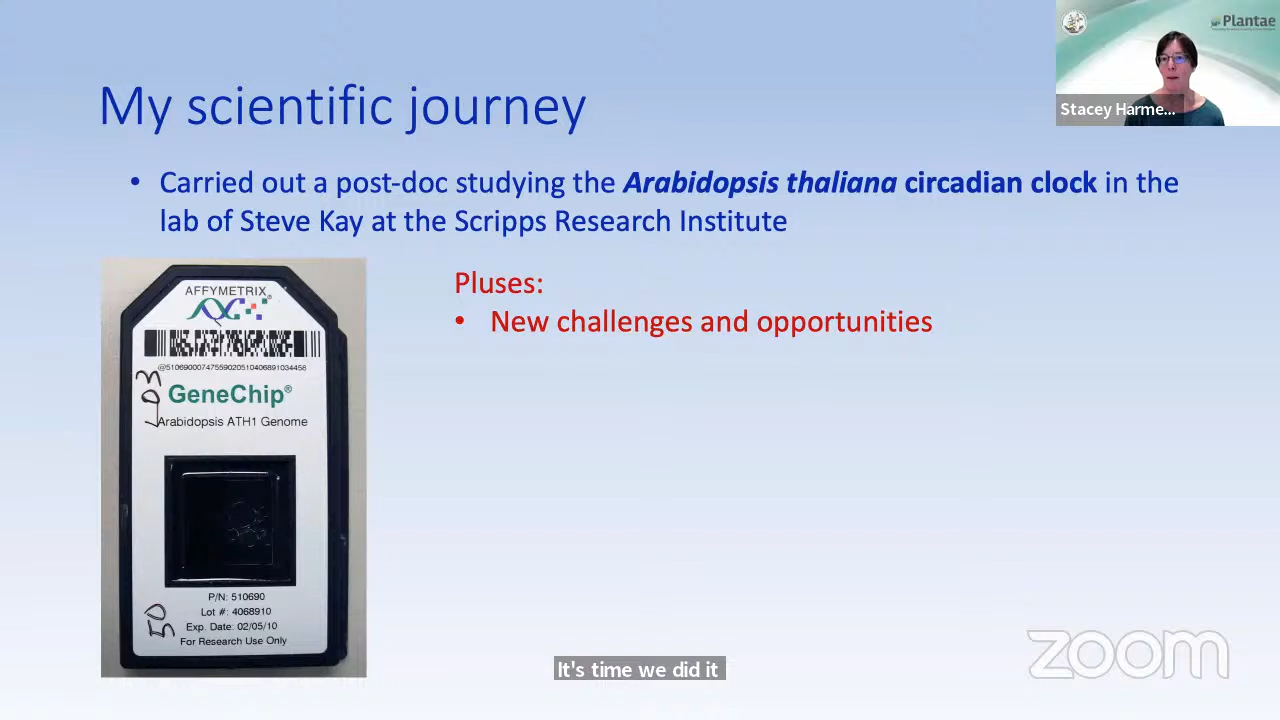 Plantae
Stacey Harme...
My scientific journey
• Carried out a post-doc studying the Arabidopsis thaliana circadian clock in the
lab of Steve Kay at the Scripps Research Institute
Pluses:
• New challenges and opportunities
AFFYMETRIX®
GeneChip®
Arabidopsis ATH1 Genome
P/N: 510690
Lot #: 4068910
Exp. Date: 02/05/10
For Research Use Only
50
It's time we did it
zoom